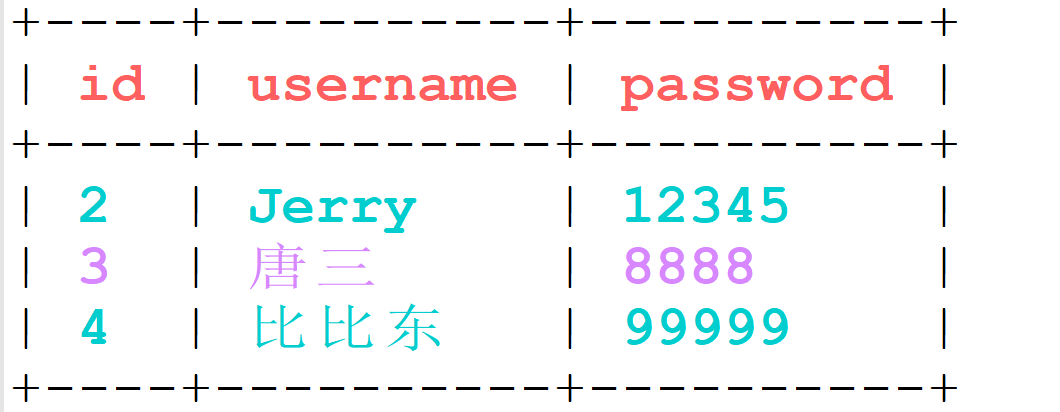 +----+----------+----------+
| id | username | password |
+----+----------+----------+
| 2  | Jerry    | 12345    |
| 3  | 唐三     | 8888     |
| 4  | 比比东   | 99999    |
+----+----------+----------+